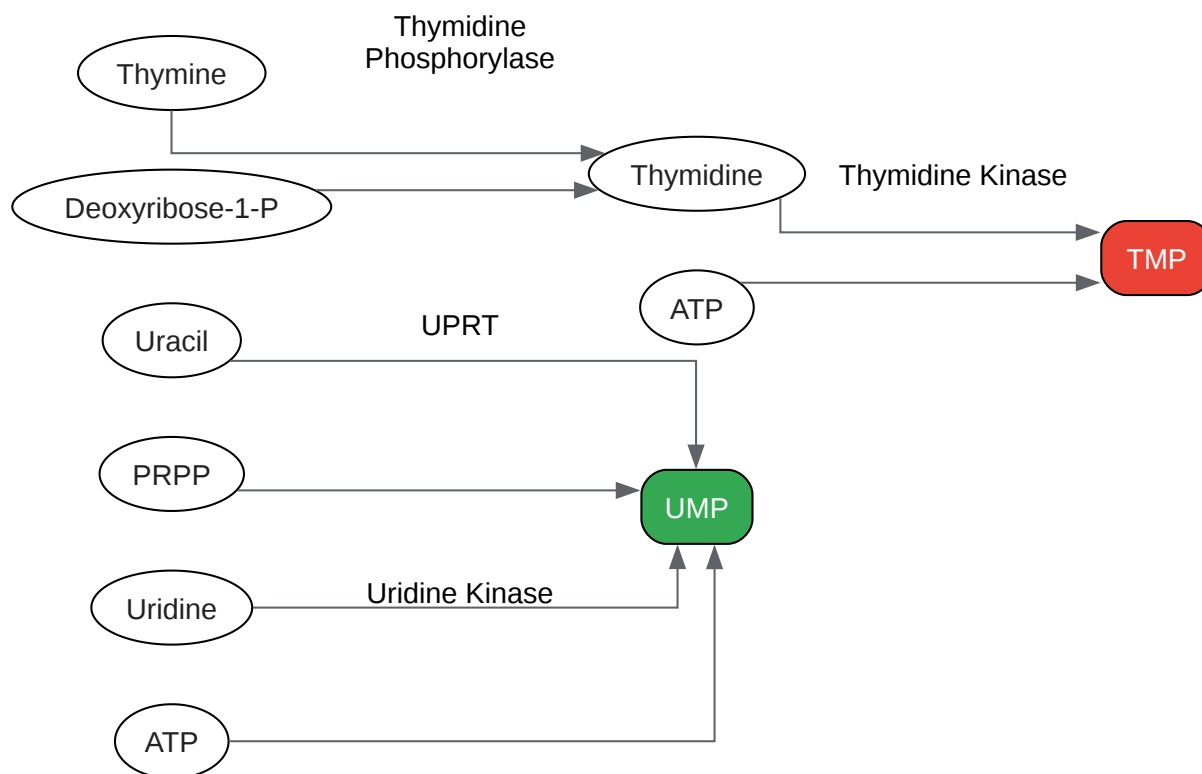 Thymidine
Phosphorylase
Thymine
Thymidine
Thymidine Kinase
Deoxyribose-1-P
TMP
ATP
Uracil
UPRT
PRPP
UMP
Uridine
Uridine Kinase
ATP